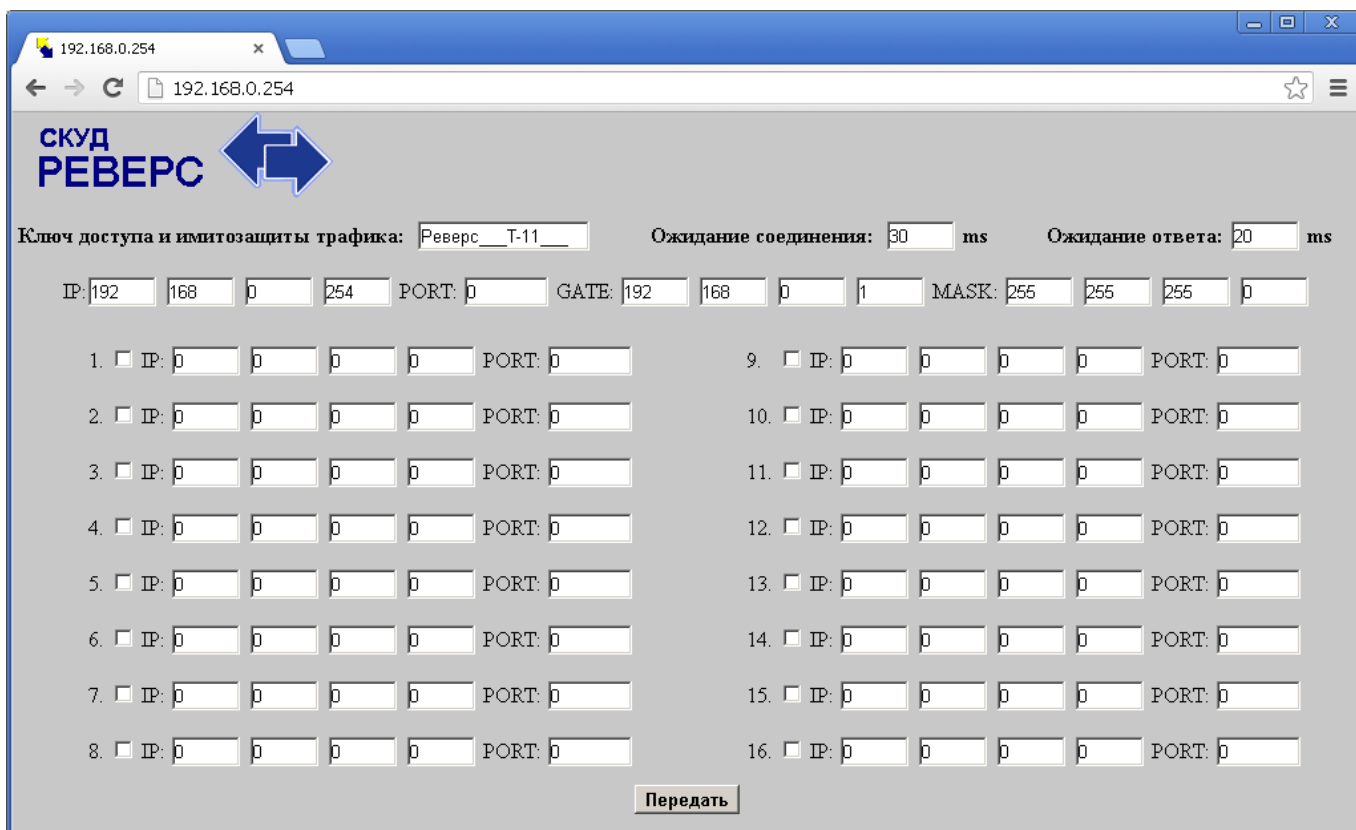 192.168.0.254
192.168.0.254
СКУД
РЕВЕРС
Ключ доступа и имитозащиты трафика: Реверс___Т-11___ Ожидание соединения: 30 ms Ожидание ответа: 20 ms
IP: 192 168 0 254 PORT: 0 GATE: 192 168 0 1 MASK: 255 255 255 0
1. IP: 0 0 0 0 PORT: 0 9. IP: 0 0 0 0 PORT: 0
2. IP: 0 0 0 0 PORT: 0 10. IP: 0 0 0 0 PORT: 0
3. IP: 0 0 0 0 PORT: 0 11. IP: 0 0 0 0 PORT: 0
4. IP: 0 0 0 0 PORT: 0 12. IP: 0 0 0 0 PORT: 0
5. IP: 0 0 0 0 PORT: 0 13. IP: 0 0 0 0 PORT: 0
6. IP: 0 0 0 0 PORT: 0 14. IP: 0 0 0 0 PORT: 0
7. IP: 0 0 0 0 PORT: 0 15. IP: 0 0 0 0 PORT: 0
8. IP: 0 0 0 0 PORT: 0 16. IP: 0 0 0 0 PORT: 0
Передать